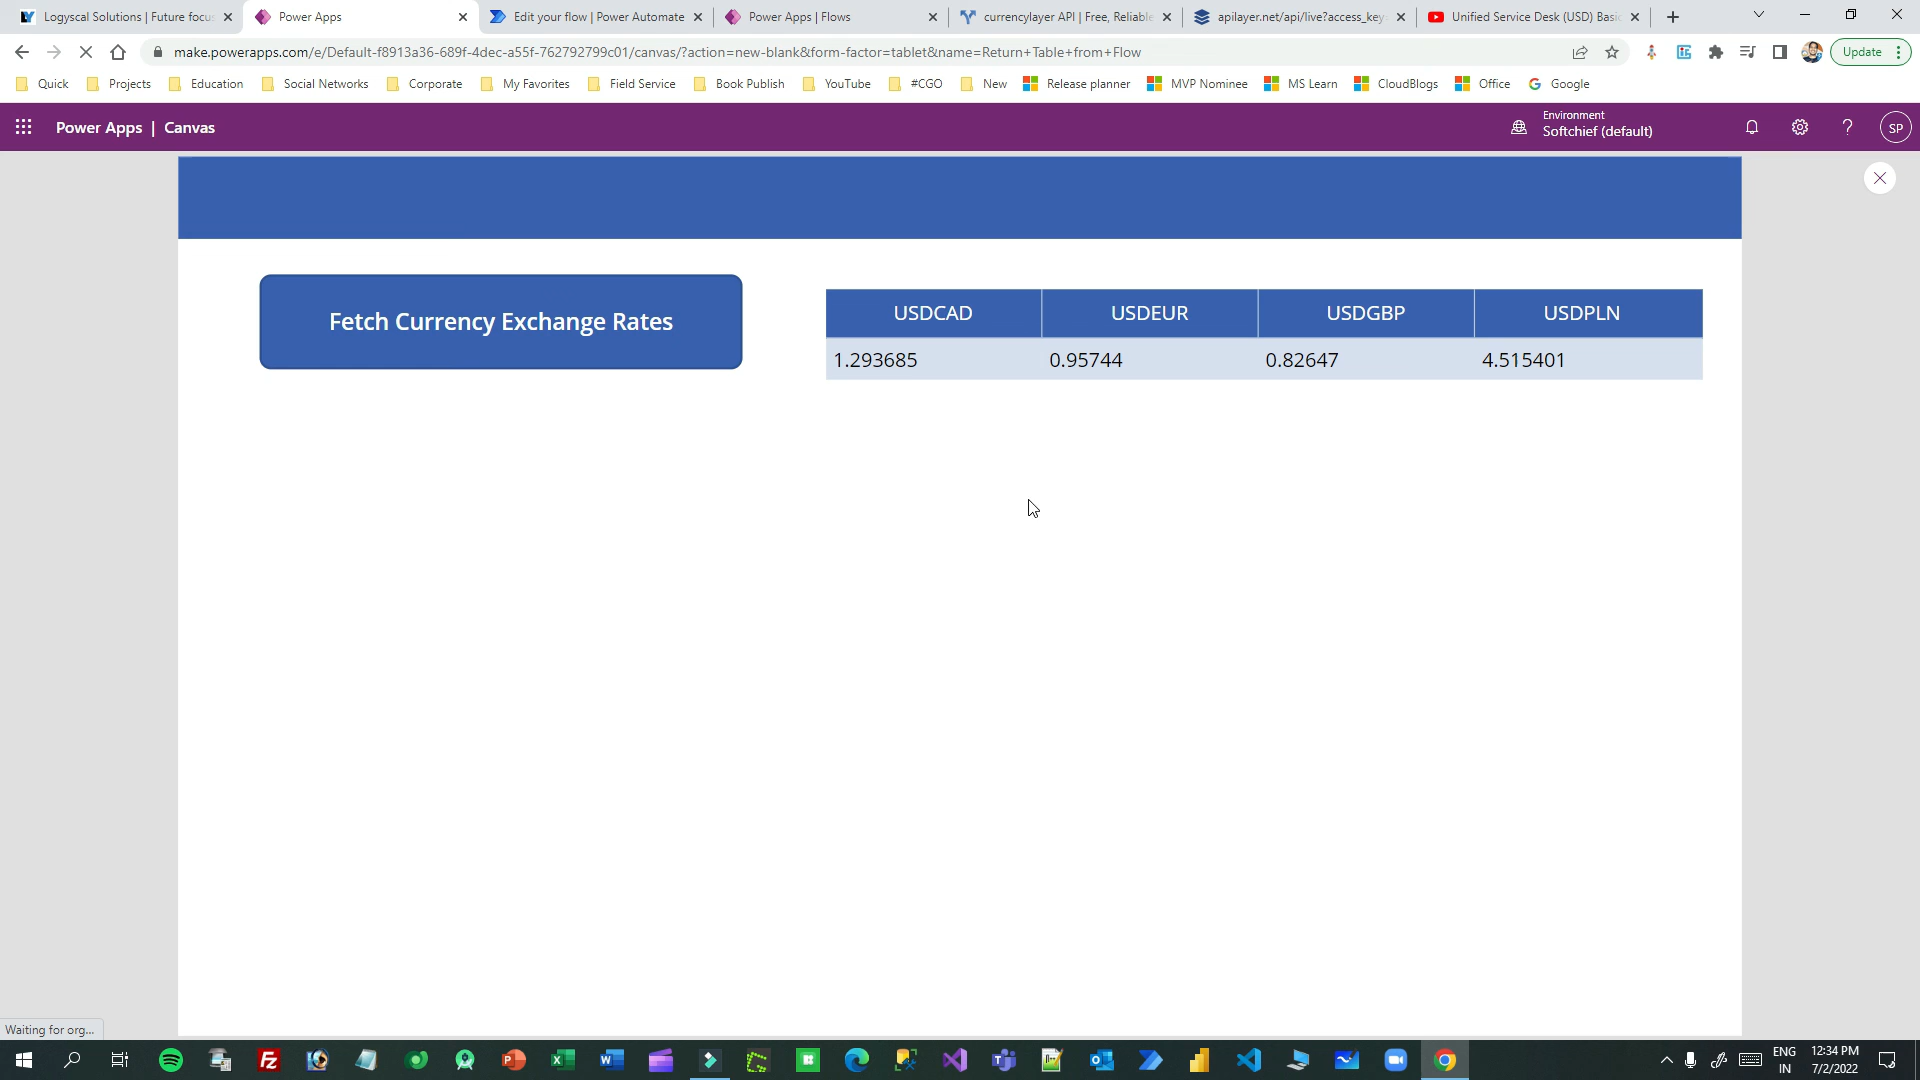 Logyscal Solutions | Future focu
Power Apps
Edit your flow | Power Automate
Power Apps | Flows
currencylayer API | Free, Reliable
apilayer.net/api/live?access_key
Unified Service Desk (USD) Basic
make.powerapps.com/e/Default-f8913a36-689f-4dec-a55f-762792799c01/canvas/?action=new-blank&form-factor=tablet&name=Return+Table+from+Flow
Update
Quick
Projects
Education
Social Networks
Corporate
My Favorites
Field Service
Book Publish
YouTube
#CGO
New
Release planner
MVP Nominee
MS Learn
CloudBlogs
Office
Google
Power Apps | Canvas
Environment
Softchief (default)
SP
Fetch Currency Exchange Rates
USDCAD USDEUR USDGBP USDPLN
1.293685 0.95744 0.82647 4.515401
Waiting for org...
ENG
IN
12:34 PM
7/2/2022